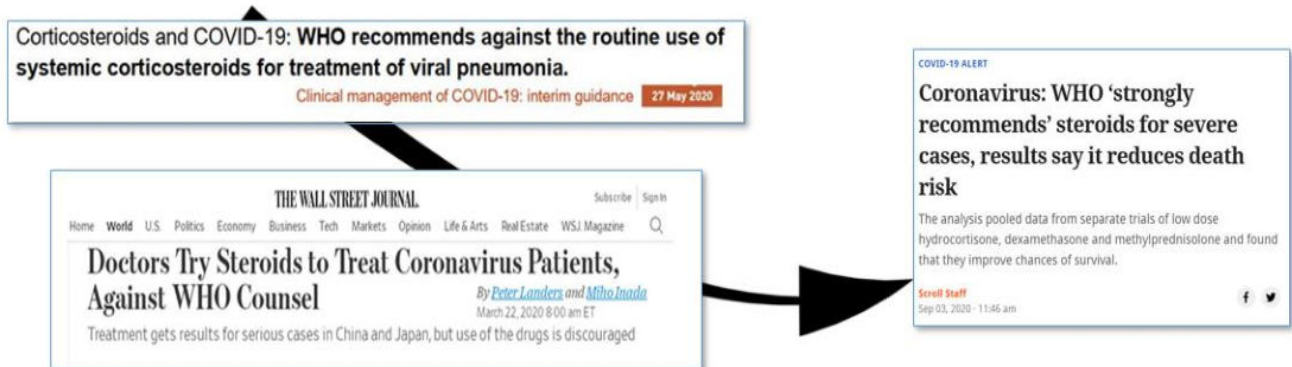 Corticosteroids and COVID-19: WHO recommends against the routine use of
systemic corticosteroids for treatment of viral pneumonia.
Clinical management of COVID-19: interim guidance 27 May 2020
THE WALL STREET JOURNAL.
Subscribe Sign In
Home World U.S. Politics Economy Business Tech Markets Opinion Life & Arts Real Estate WSJ. Magazine
Doctors Try Steroids to Treat Coronavirus Patients,
Against WHO Counsel
By Peter Landers and Miho Inada
March 22, 2020 8:00 am ET
Treatment gets results for serious cases in China and Japan, but use of the drugs is discouraged
COVID-19 ALERT
Coronavirus: WHO ‘strongly
recommends’ steroids for severe
cases, results say it reduces death
risk
The analysis pooled data from separate trials of low dose
hydrocortisone, dexamethasone and methylprednisolone and found
that they improve chances of survival.
Scroll Staff
Sep 03, 2020 · 11:46 am